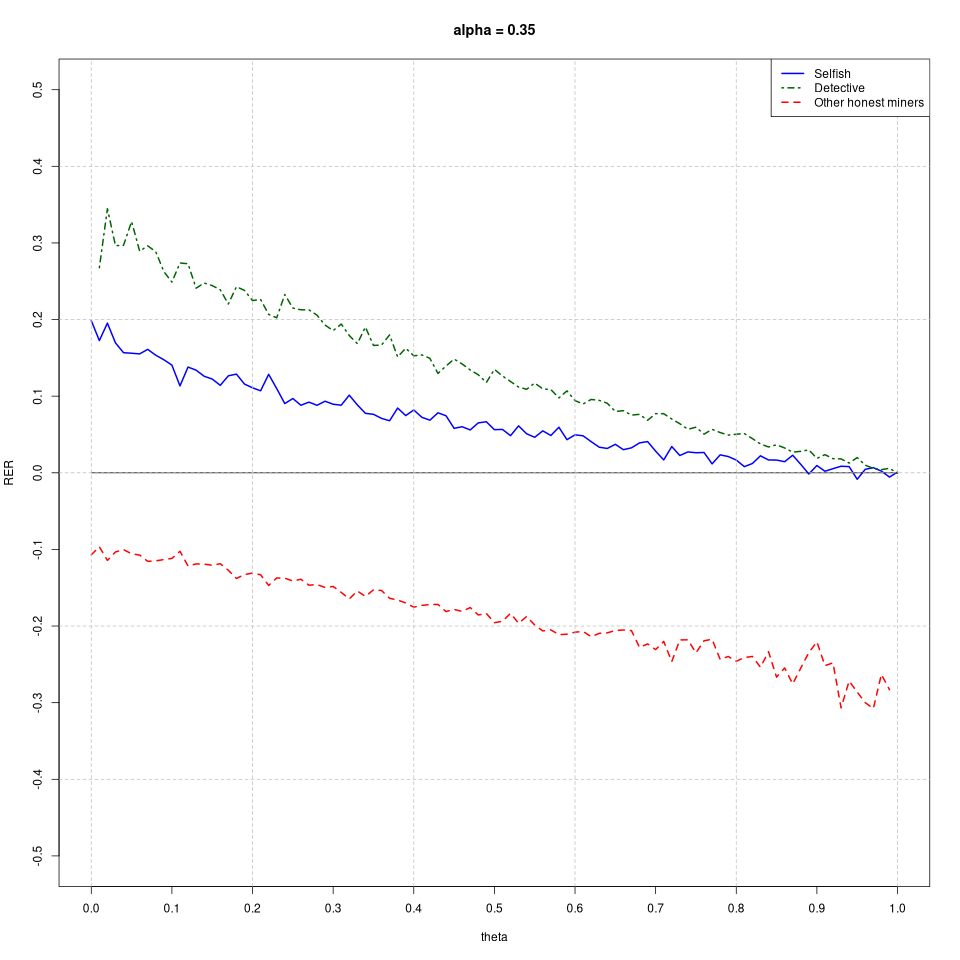 alpha = 0.35
Selfish
Detective
Other honest miners
RER
0.5
0.4
0.3
0.2
0.1
0.0
-0.1
-0.2
-0.3
-0.4
-0.5
0.0 0.1 0.2 0.3 0.4 0.5 0.6 0.7 0.8 0.9 1.0
theta